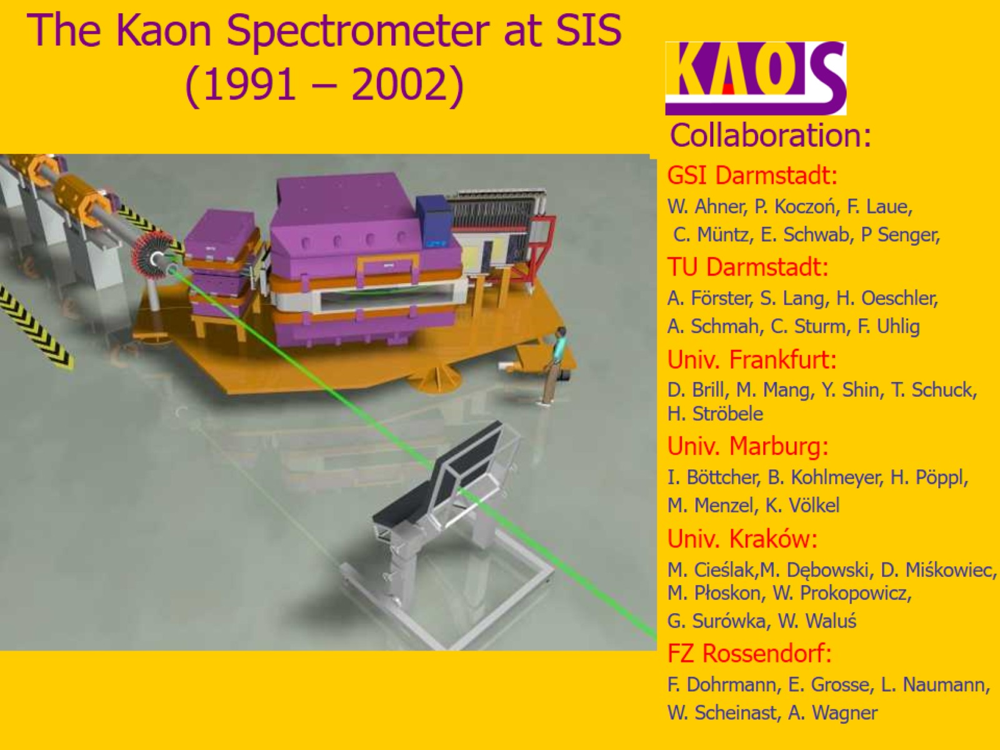 The Kaon Spectrometer at SIS
(1991 – 2002)
KAOS
Collaboration:
GSI Darmstadt:
W. Ahner, P. Koczoń, F. Laue,
C. Müntz, E. Schwab, P Senger,
TU Darmstadt:
A. Förster, S. Lang, H. Oeschler,
A. Schmah, C. Sturm, F. Uhlig
Univ. Frankfurt:
D. Brill, M. Mang, Y. Shin, T. Schuck,
H. Ströbele
Univ. Marburg:
I. Böttcher, B. Kohlmeyer, H. Pöppl,
M. Menzel, K. Völkel
Univ. Kraków:
M. Cieślak,M. Dębowski, D. Miśkowiec,
M. Płoskon, W. Prokopowicz,
G. Surówka, W. Waluś
FZ Rossendorf:
F. Dohrmann, E. Grosse, L. Naumann,
W. Scheinast, A. Wagner